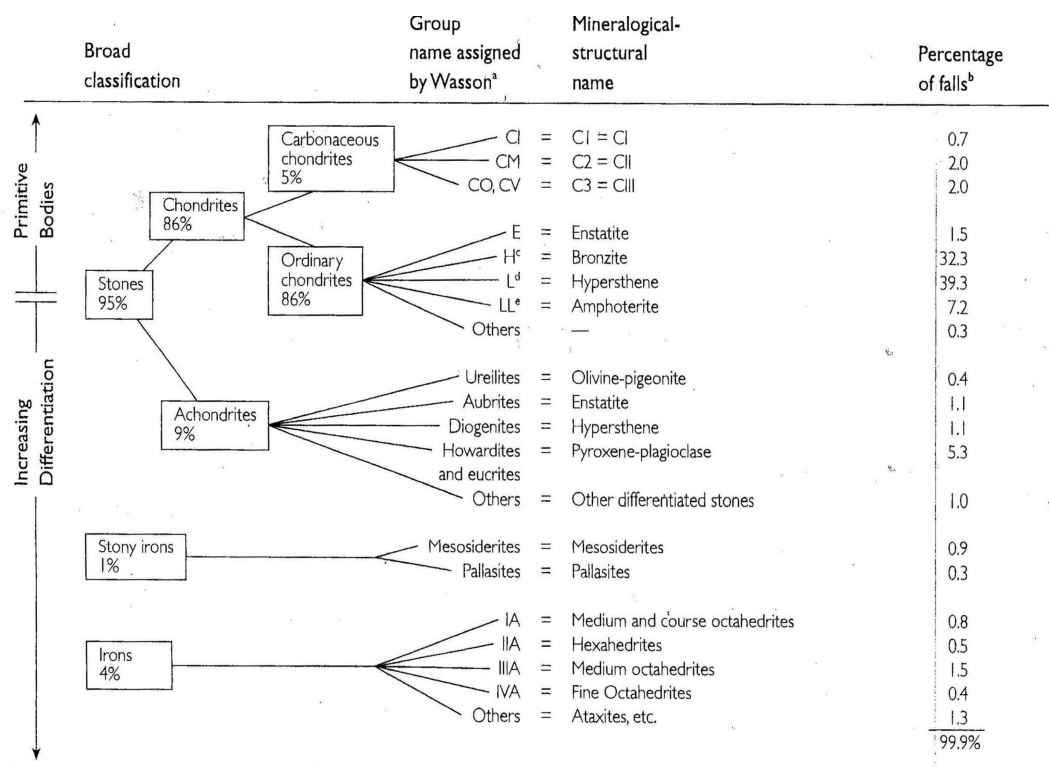 Broad
classification
Group
name assigned
by Wasson^a
Mineralogical-
structural
name
Percentage
of falls^b
Primitive
Bodies
Increasing
Differentiation
Stones
95%
Chondrites
86%
Carbonaceous
chondrites
5%
CI = C1 = CI 0.7
CM = C2 = CII 2.0
CO, CV = C3 = CIII 2.0
Ordinary
chondrites
86%
E = Enstatite 1.5
H^c = Bronzite 32.3
L^d = Hypersthene 39.3
LL^e = Amphoterite 7.2
Others — 0.3
Achondrites
9%
Ureilites = Olivine-pigeonite 0.4
Aubrites = Enstatite 1.1
Diogenites = Hypersthene 1.1
Howardites = Pyroxene-plagioclase 5.3
and eucrites
Others = Other differentiated stones 1.0
Stony irons
1%
Mesosiderites = Mesosiderites 0.9
Pallasites = Pallasites 0.3
Irons
4%
IA = Medium and course octahedrites 0.8
IIA = Hexahedrites 0.5
IIIA = Medium octahedrites 1.5
IVA = Fine Octahedrites 0.4
Others = Ataxites, etc. 1.3
99.9%